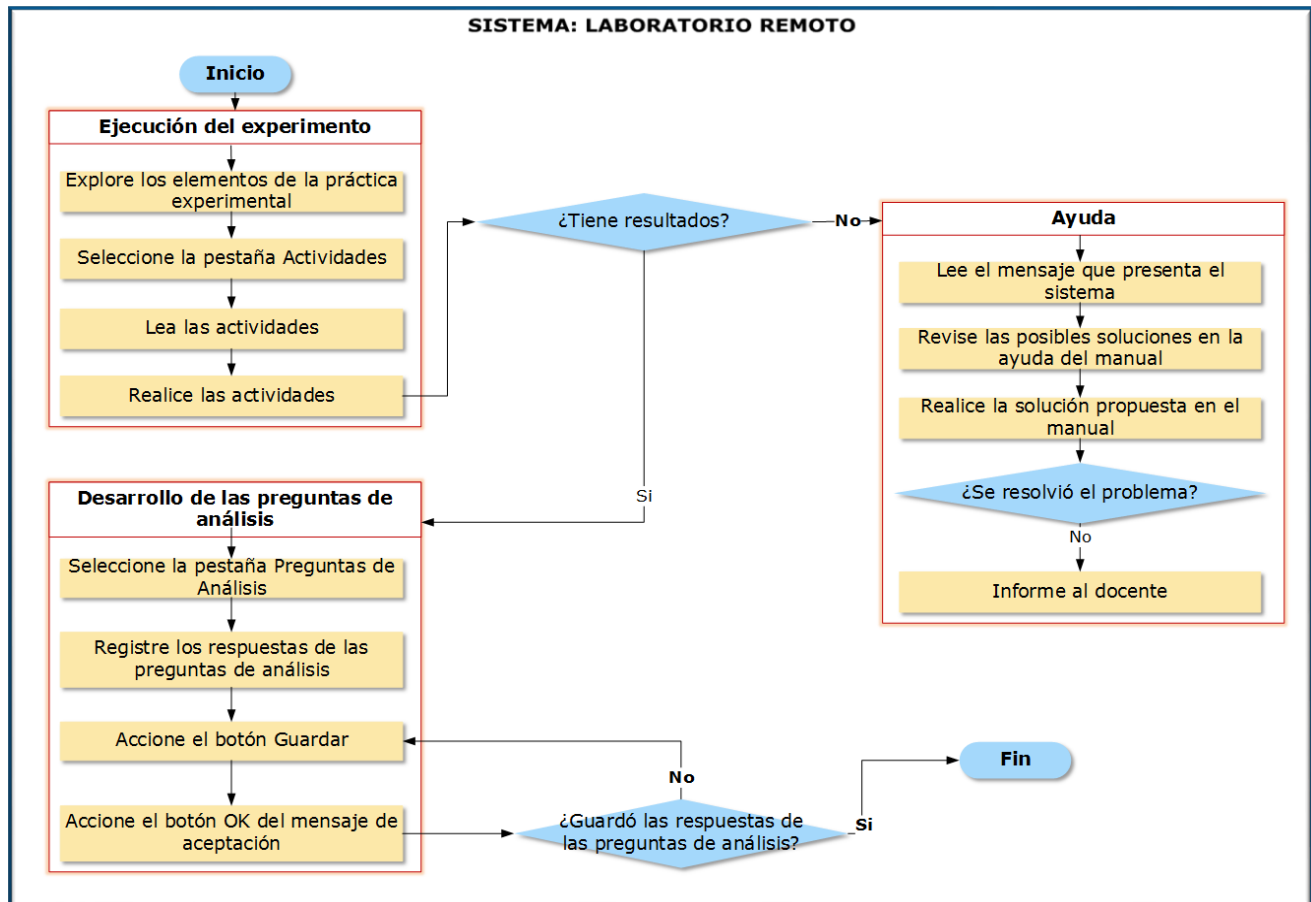 SISTEMA: LABORATORIO REMOTO
Inicio
Ejecución del experimento
Explore los elementos de la práctica
experimental
Seleccione la pestaña Actividades
Lea las actividades
Realice las actividades
¿Tiene resultados?
No
Si
Ayuda
Lee el mensaje que presenta el
sistema
Revise las posibles soluciones en la
ayuda del manual
Realice la solución propuesta en el
manual
¿Se resolvió el problema?
No
Informe al docente
Desarrollo de las preguntas de
análisis
Seleccione la pestaña Preguntas de
Análisis
Registre los respuestas de las
preguntas de análisis
Accione el botón Guardar
Accione el botón OK del mensaje de
aceptación
¿Guardó las respuestas de
las preguntas de análisis?
No
Si
Fin